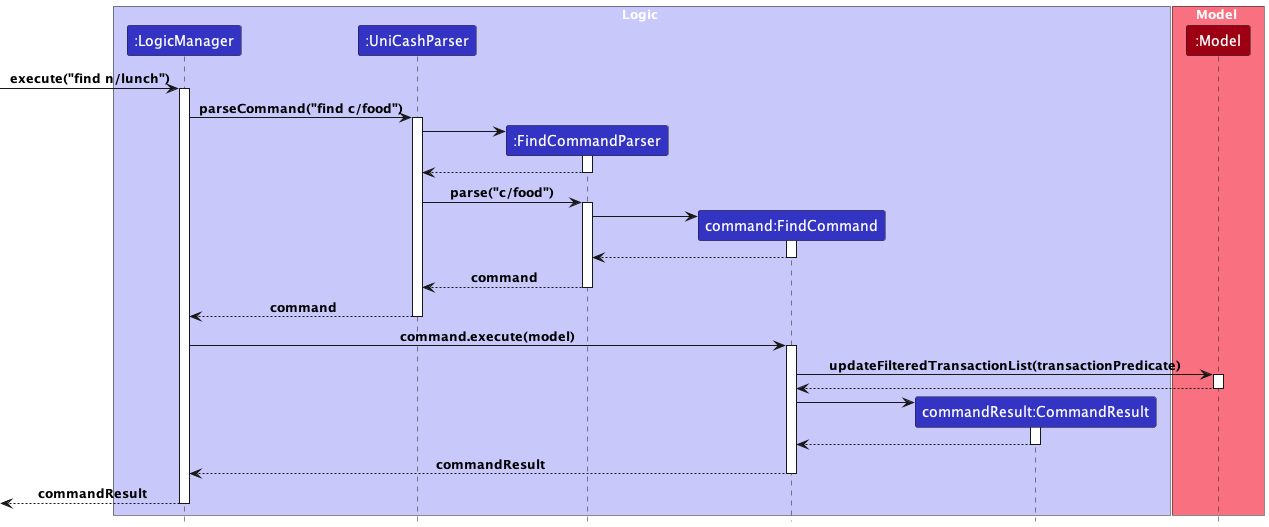 Logic
Model
:LogicManager
:UniCashParser
:Model
execute("find n/lunch")
parseCommand("find c/food")
:FindCommandParser
parse("c/food")
command:FindCommand
command
command
command.execute(model)
updateFilteredTransactionList(transactionPredicate)
commandResult:CommandResult
commandResult
commandResult